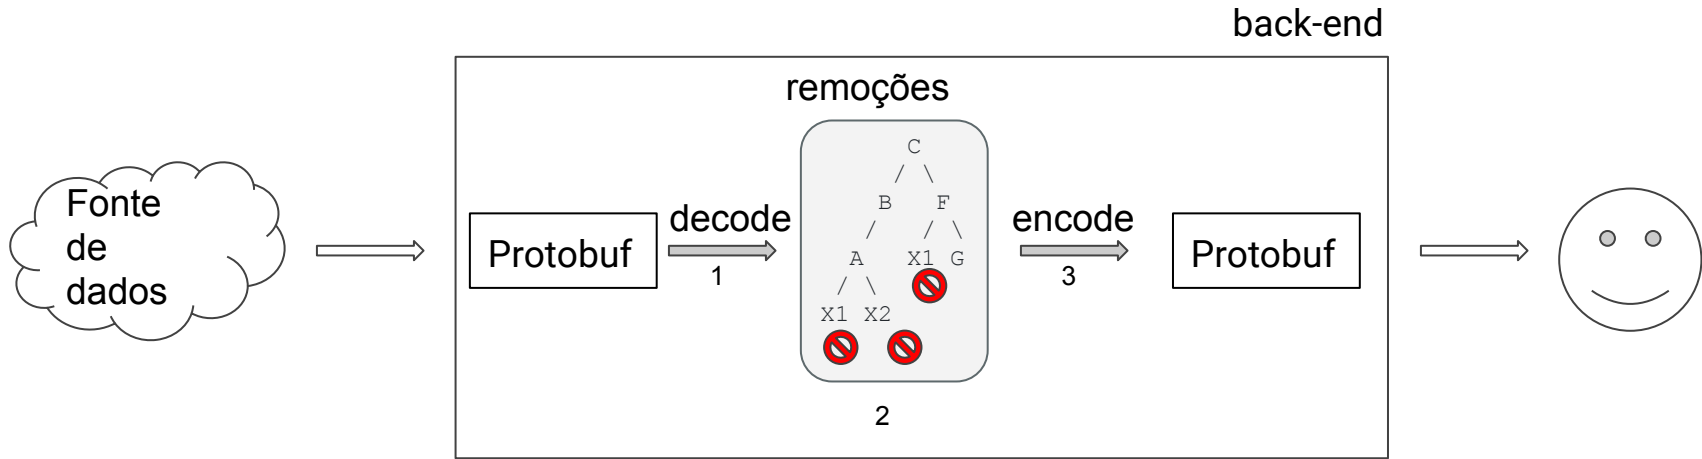 back-end
remoções
Fonte
de
dados
Protobuf
decode
1
C
/ \
B F
/ / \
A X1 G
/ \
X1 X2
2
encode
3
Protobuf